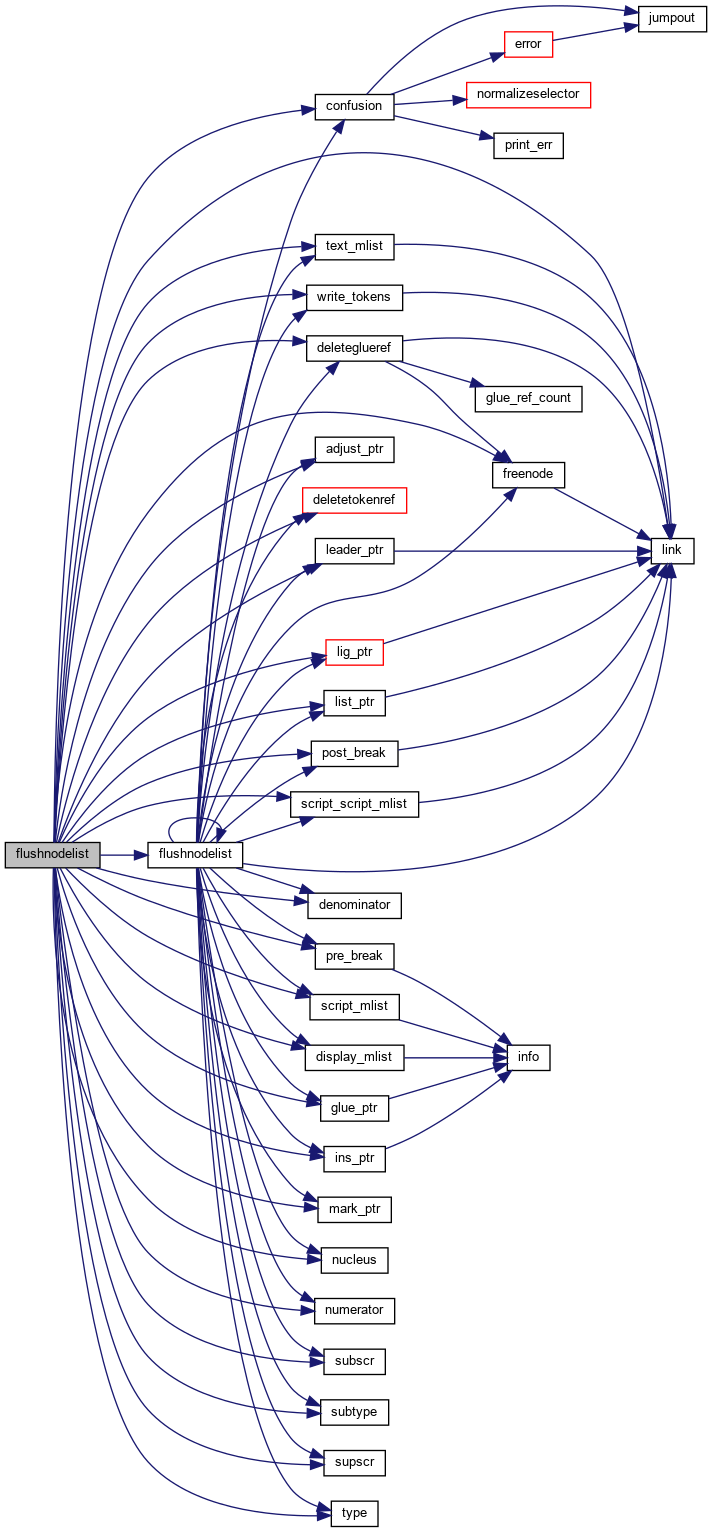 jumpout
error
normalizeselector
confusion
print_err
text_mlist
write_tokens
deleteglueref
glue_ref_count
adjust_ptr
freenode
deletetokenref
leader_ptr
link
lig_ptr
list_ptr
post_break
script_script_mlist
flushnodelist
flushnodelist
denominator
pre_break
script_mlist
display_mlist
info
glue_ptr
ins_ptr
mark_ptr
nucleus
numerator
subscr
subtype
supscr
type